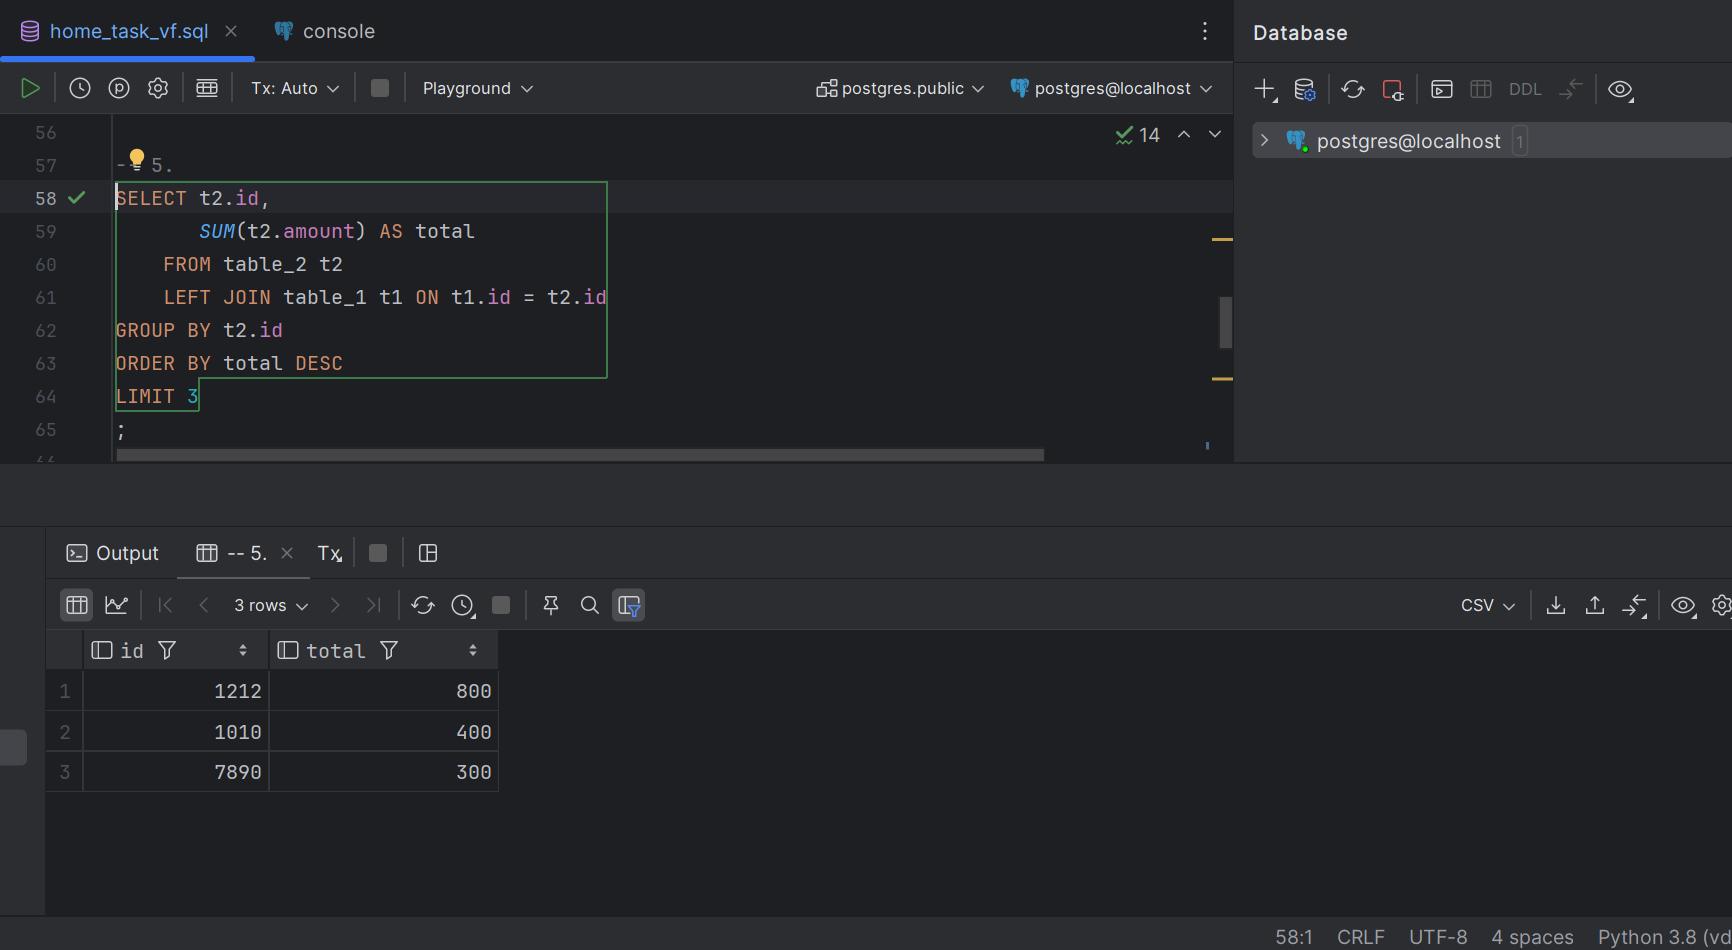 home_task_vf.sql
console
Database
Tx: Auto
Playground
postgres.public
postgres@localhost
DDL
14
postgres@localhost 1
56
57 -- 5.
58 SELECT t2.id,
59 SUM(t2.amount) AS total
60 FROM table_2 t2
61 LEFT JOIN table_1 t1 ON t1.id = t2.id
62 GROUP BY t2.id
63 ORDER BY total DESC
64 LIMIT 3
65 ;
66
Output
-- 5.
Tx
3 rows
CSV
id total
1 1212 800
2 1010 400
3 7890 300
58:1 CRLF UTF-8 4 spaces Python 3.8 (